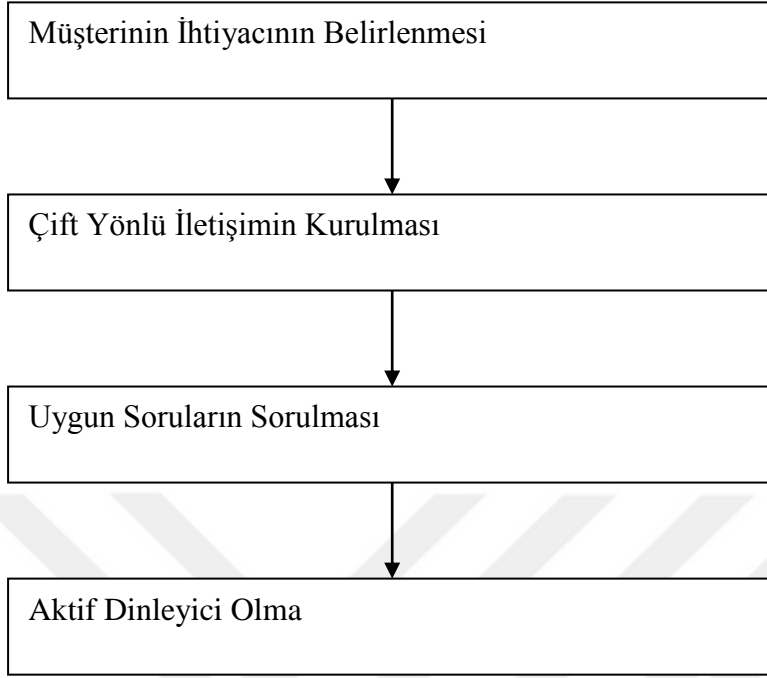 Müşterinin İhtiyacının Belirlenmesi
Çift Yönlü İletişimin Kurulması
Uygun Soruların Sorulması
Aktif Dinleyici Olma